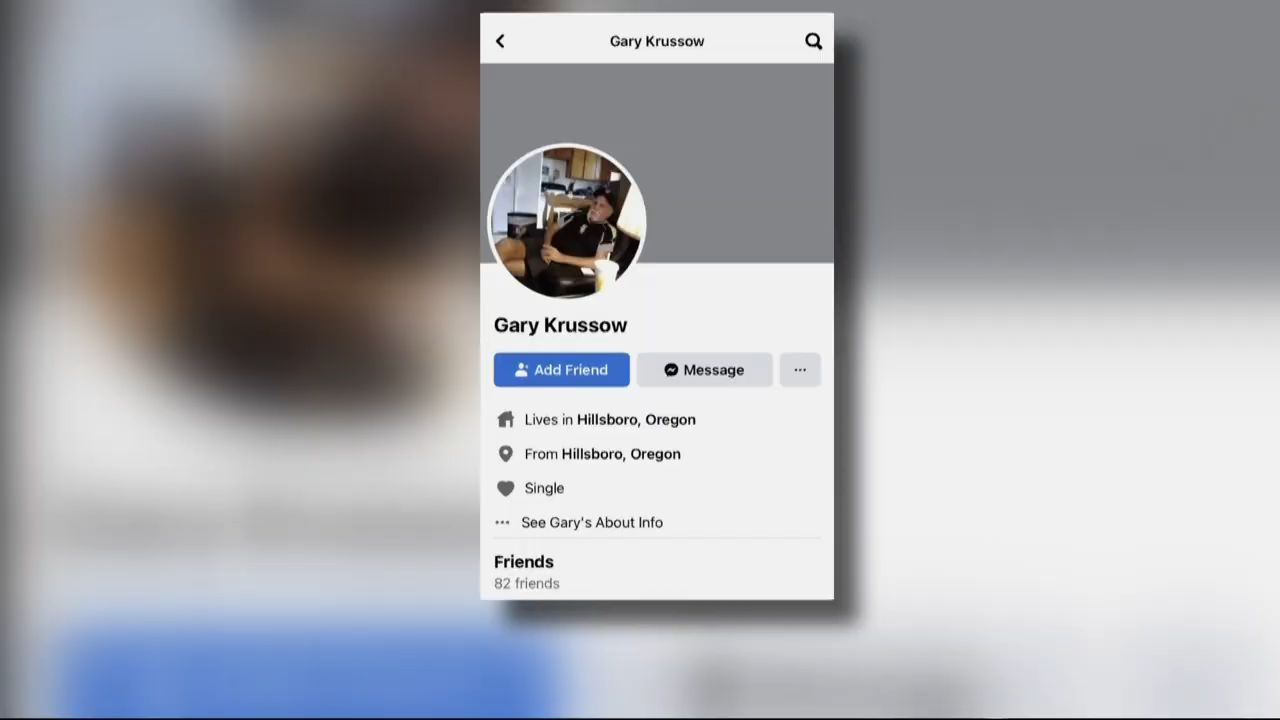 Gary Krussow
Gary Krussow
Add Friend
Message
Lives in Hillsboro, Oregon
From Hillsboro, Oregon
Single
See Gary's About Info
Friends
82 friends